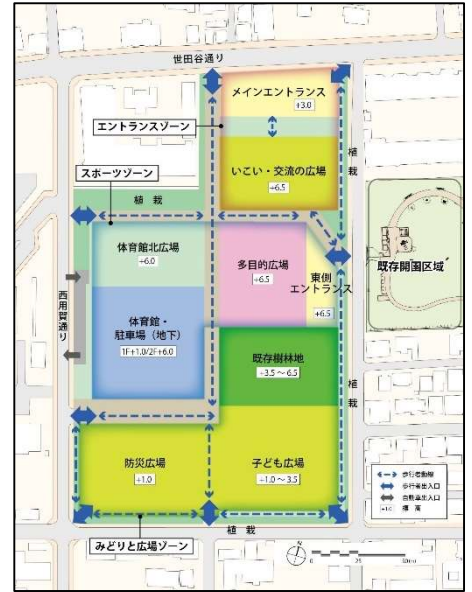 世田谷通り
メインエントランス
+3.0
エントランスゾーン
いこい・交流の広場
+6.5
スポーツゾーン
植栽
植栽
体育館北広場
+6.0
多目的広場
+6.5
東側
エントランス
+6.5
既存開園区域
西用賀通り
体育館・
駐車場（地下）
1F+1.0/2F+6.0
既存樹林地
+3.5～6.5
植栽
防災広場
+1.0
子ども広場
+1.0～3.5
みどりと広場ゾーン
植栽
歩行者動線
歩行者出入口
自動車出入口
+1.0 標高
N
0 25 50(m)